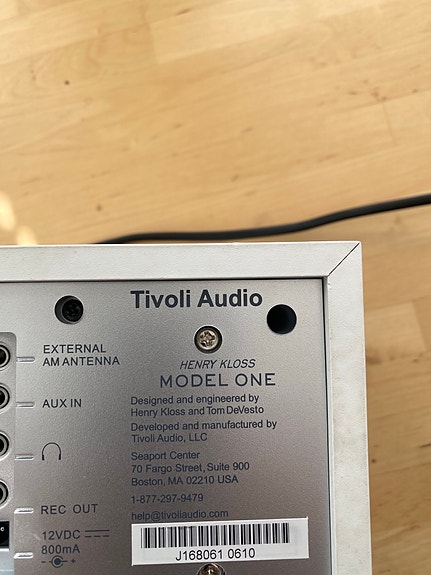 Tivoli Audio
HENRY KLOSS
MODEL ONE
Designed and engineered by
Henry Kloss and Tom DeVesto
Developed and manufactured by
Tivoli Audio, LLC
Seaport Center
70 Fargo Street, Suite 900
Boston, MA 02210 USA
1-877-297-9479
help@tivoliaudio.com
J168061 0610
EXTERNAL
AM ANTENNA
AUX IN
REC OUT
12VDC
800mA
- +